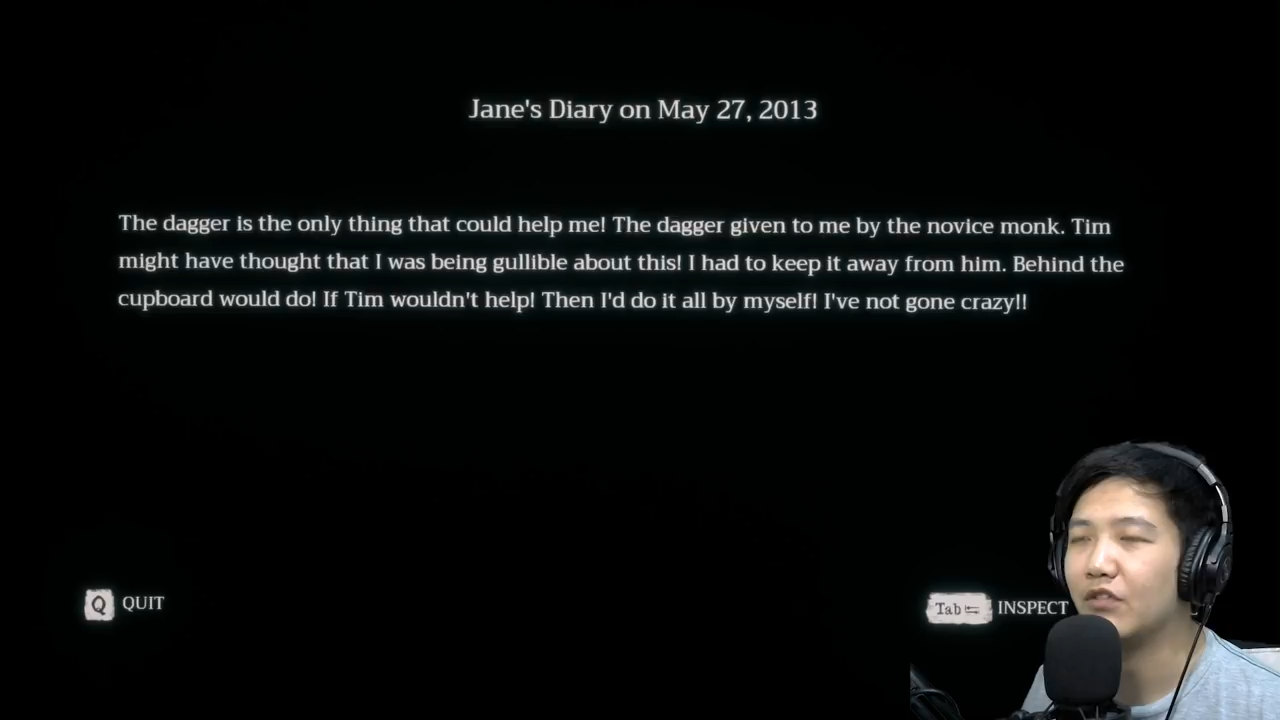 Jane's Diary on May 27, 2013
The dagger is the only thing that could help me! The dagger given to me by the novice monk. Tim
might have thought that I was being gullible about this! I had to keep it away from him. Behind the
cupboard would do! If Tim wouldn't help! Then I'd do it all by myself! I've not gone crazy!!
Q QUIT
Tab INSPECT